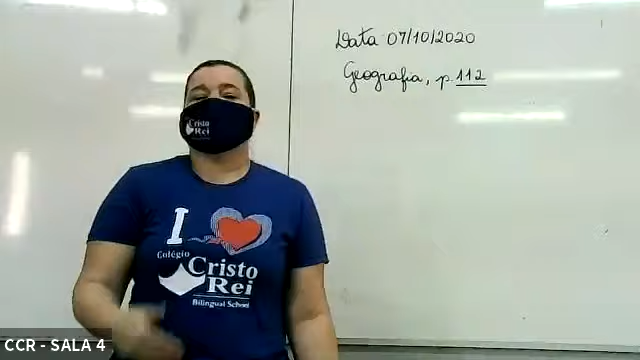 Data 07/10/2020
Geografia, p. 112
Cristo
Rei
I
Colégio
Cristo
Rei
Bilingual School
CCR - SALA 4